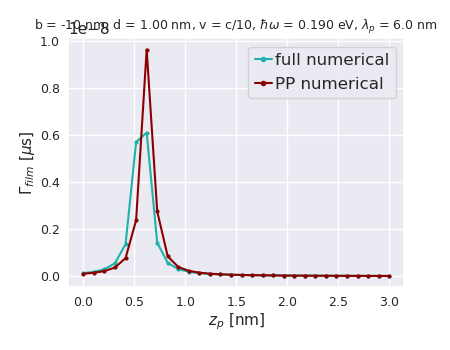 b = -10 nm, d = 1.00 nm, v = c/10, ħω = 0.190 eV, λp = 6.0 nm
1e−8
1.0
0.8
0.6
0.4
0.2
0.0
Γfilm [μs]
full numerical
PP numerical
0.0 0.5 1.0 1.5 2.0 2.5 3.0
zp [nm]